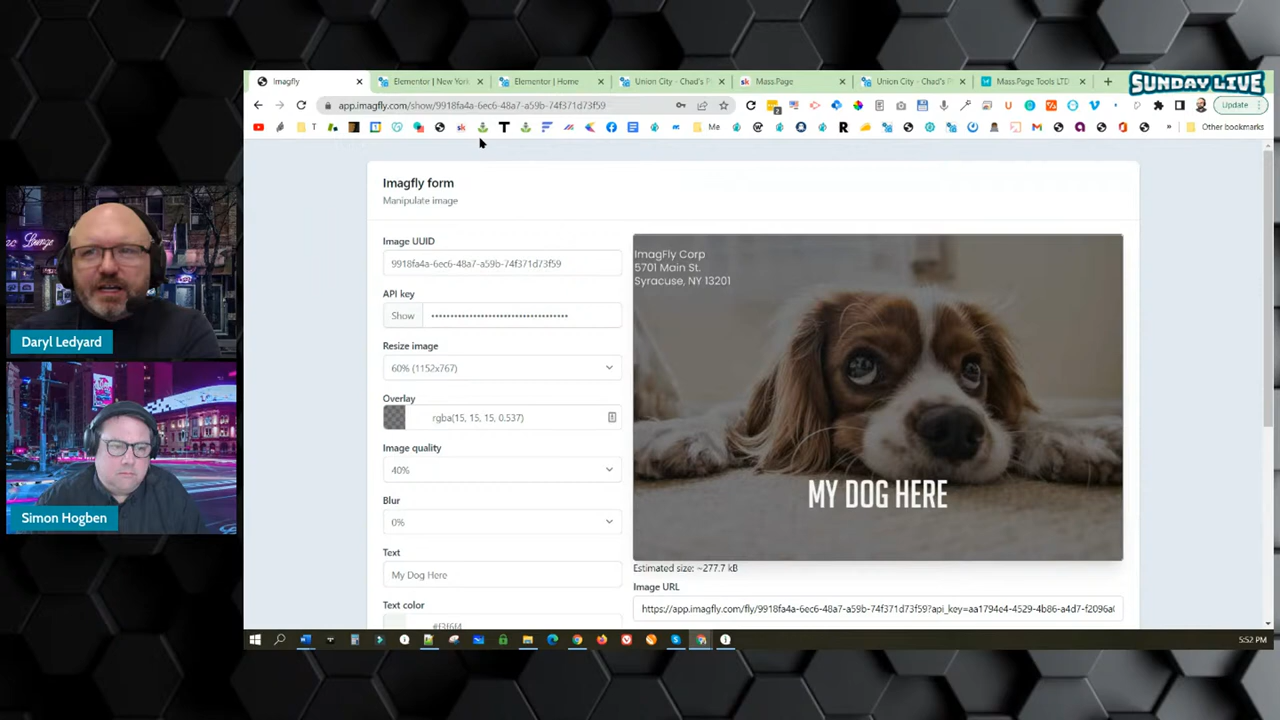 SUNDAY LIVE
Imagfly
Elementor | New York
Elementor | Home
Union City - Chad's P
Mass.Page
Union City - Chad's P
Mass.Page Tools LTD
app.imagfly.com/show/9918fa4a-6ec6-48a7-a59b-74f371d73f59
Update
Me
Other bookmarks
Imagfly form
Manipulate image
Image UUID
9918fa4a-6ec6-48a7-a59b-74f371d73f59
API key
Show
Resize image
60% (1152x767)
Overlay
rgba(15, 15, 15, 0.537)
Image quality
40%
Blur
0%
Text
My Dog Here
Text color
#f3f6f4
ImagFly Corp
5701 Main St.
Syracuse, NY 13201
MY DOG HERE
Estimated size: ~277.7 kB
Image URL
https://app.imagfly.com/fly/9918fa4a-6ec6-48a7-a59b-74f371d73f59?api_key=aa1794e4-4529-4b86-a4d7-f2096a
Daryl Ledyard
Simon Hogben
5:52 PM